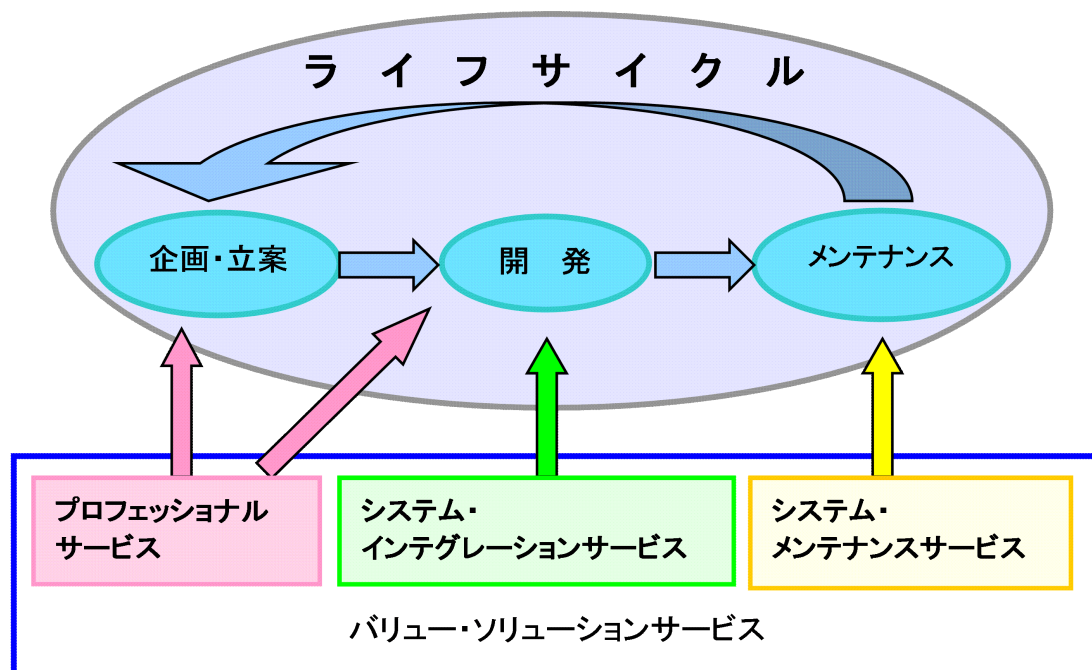 ライフサイクル
企画・立案
開　発
メンテナンス
プロフェッショナル
サービス
システム・
インテグレーションサービス
システム・
メンテナンスサービス
バリュー・ソリューションサービス